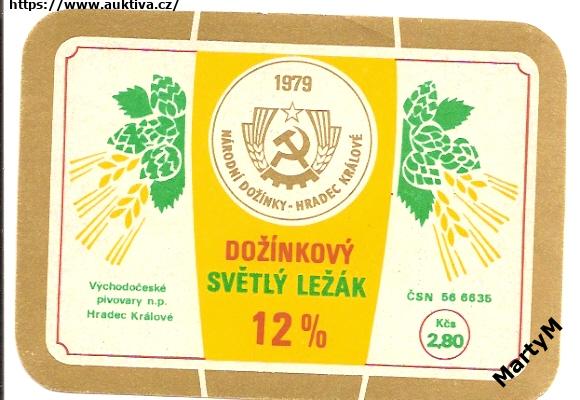 https://www.auktiva.cz/
1979
NÁRODNÍ DOŽÍNKY - HRADEC KRÁLOVÉ
DOŽÍNKOVÝ
SVĚTLÝ LEŽÁK
12 %
Východočeské
pivovary n.p.
Hradec Králové
ČSN 56 6635
Kčs
2,80
MartyM